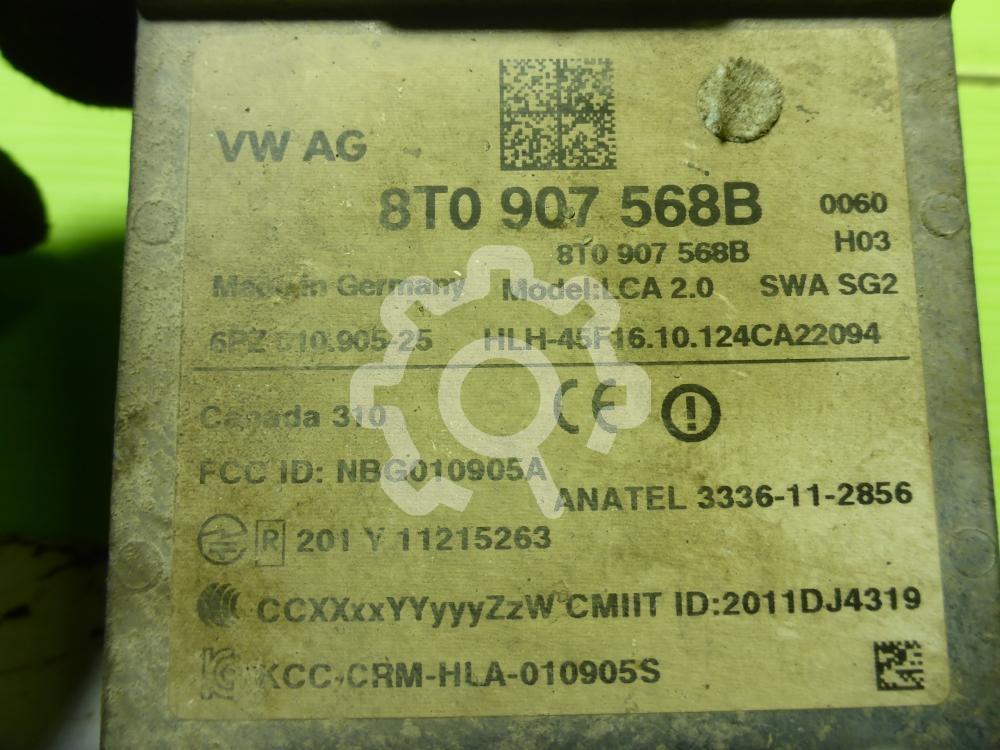 VW AG
8T0 907 568B 0060
8T0 907 568B H03
Made in Germany Model:LCA 2.0 SWA SG2
6PZ 010.905-25 HLH-45F16.10.124CA22094
Canada 310
FCC ID: NBG010905A
ANATEL 3336-11-2856
R 201 Y 11215263
CCXXxxYYyyyZzW CMIIT ID:2011DJ4319
KCC-CRM-HLA-010905S